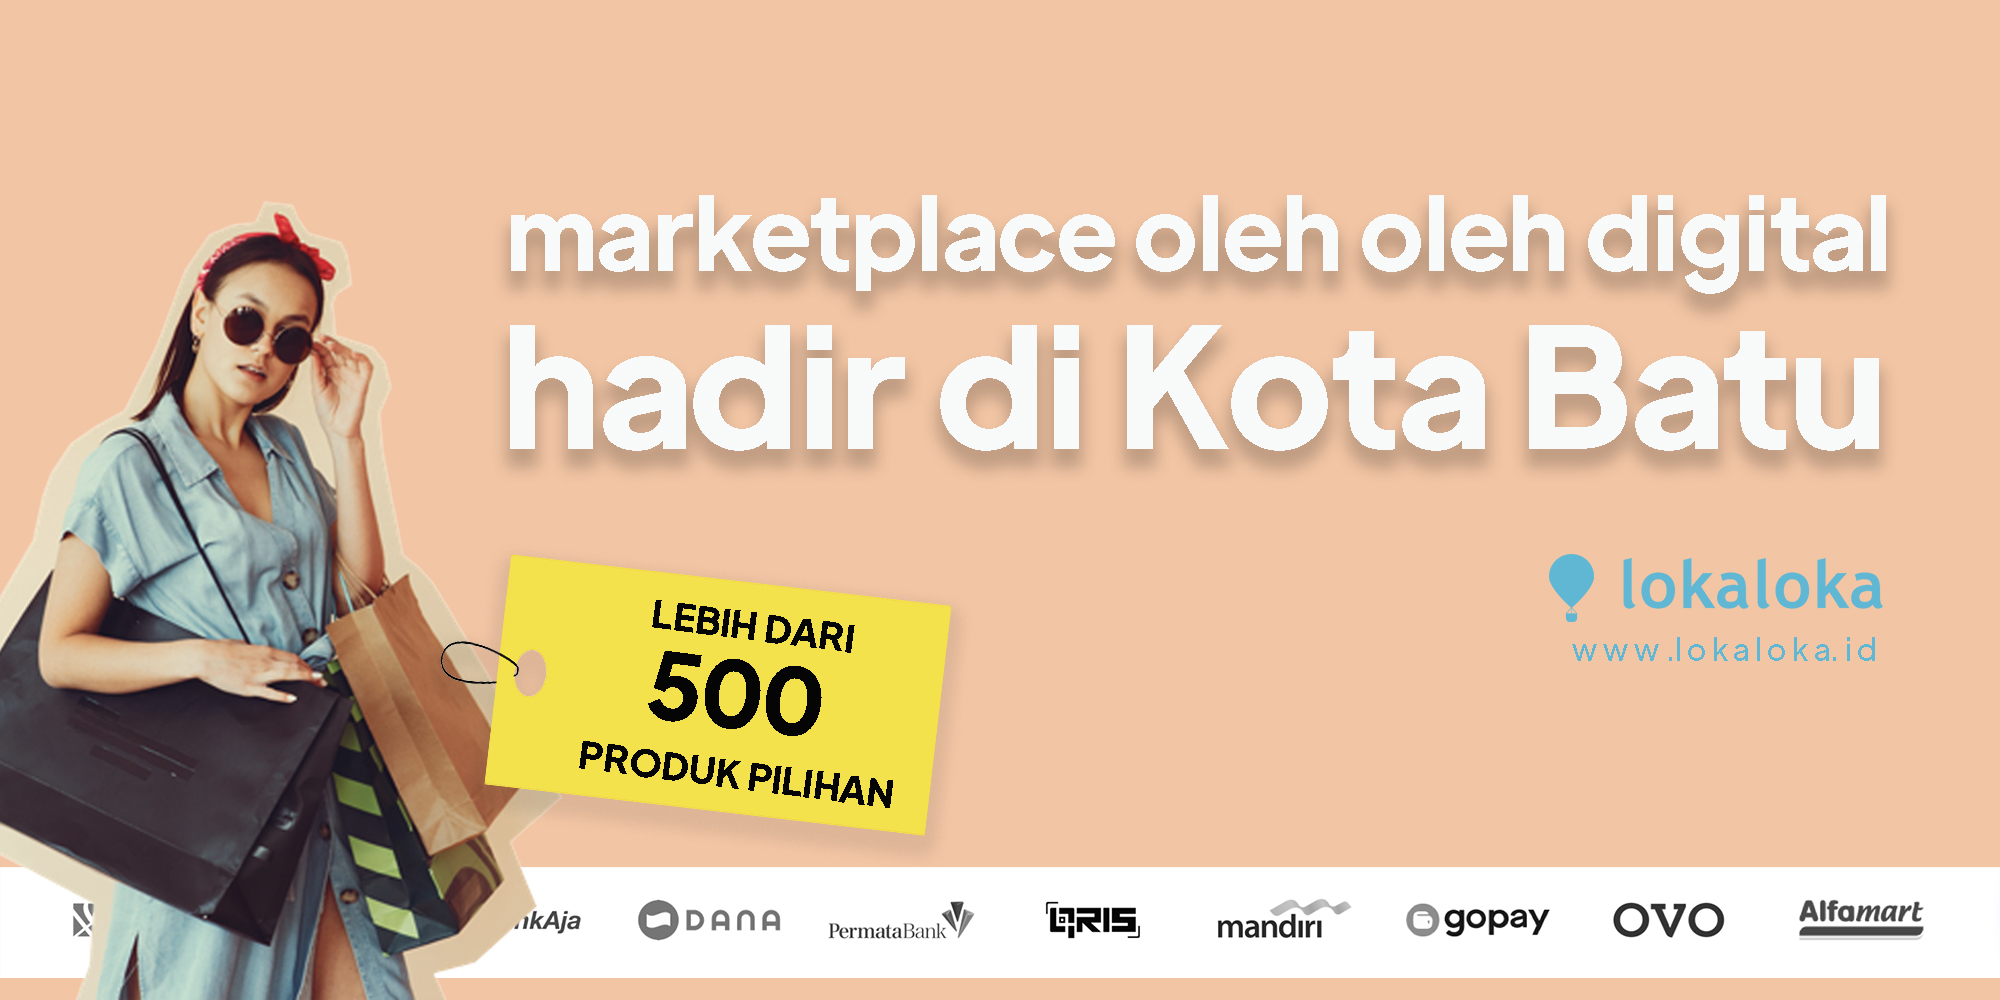 marketplace oleh oleh digital
hadir di Kota Batu
lokaloka
www.lokaloka.id
LEBIH DARI
500
PRODUK PILIHAN
nkAja
DANA
PermataBank
QRIS
mandiri
gopay
OVO
Alfamart